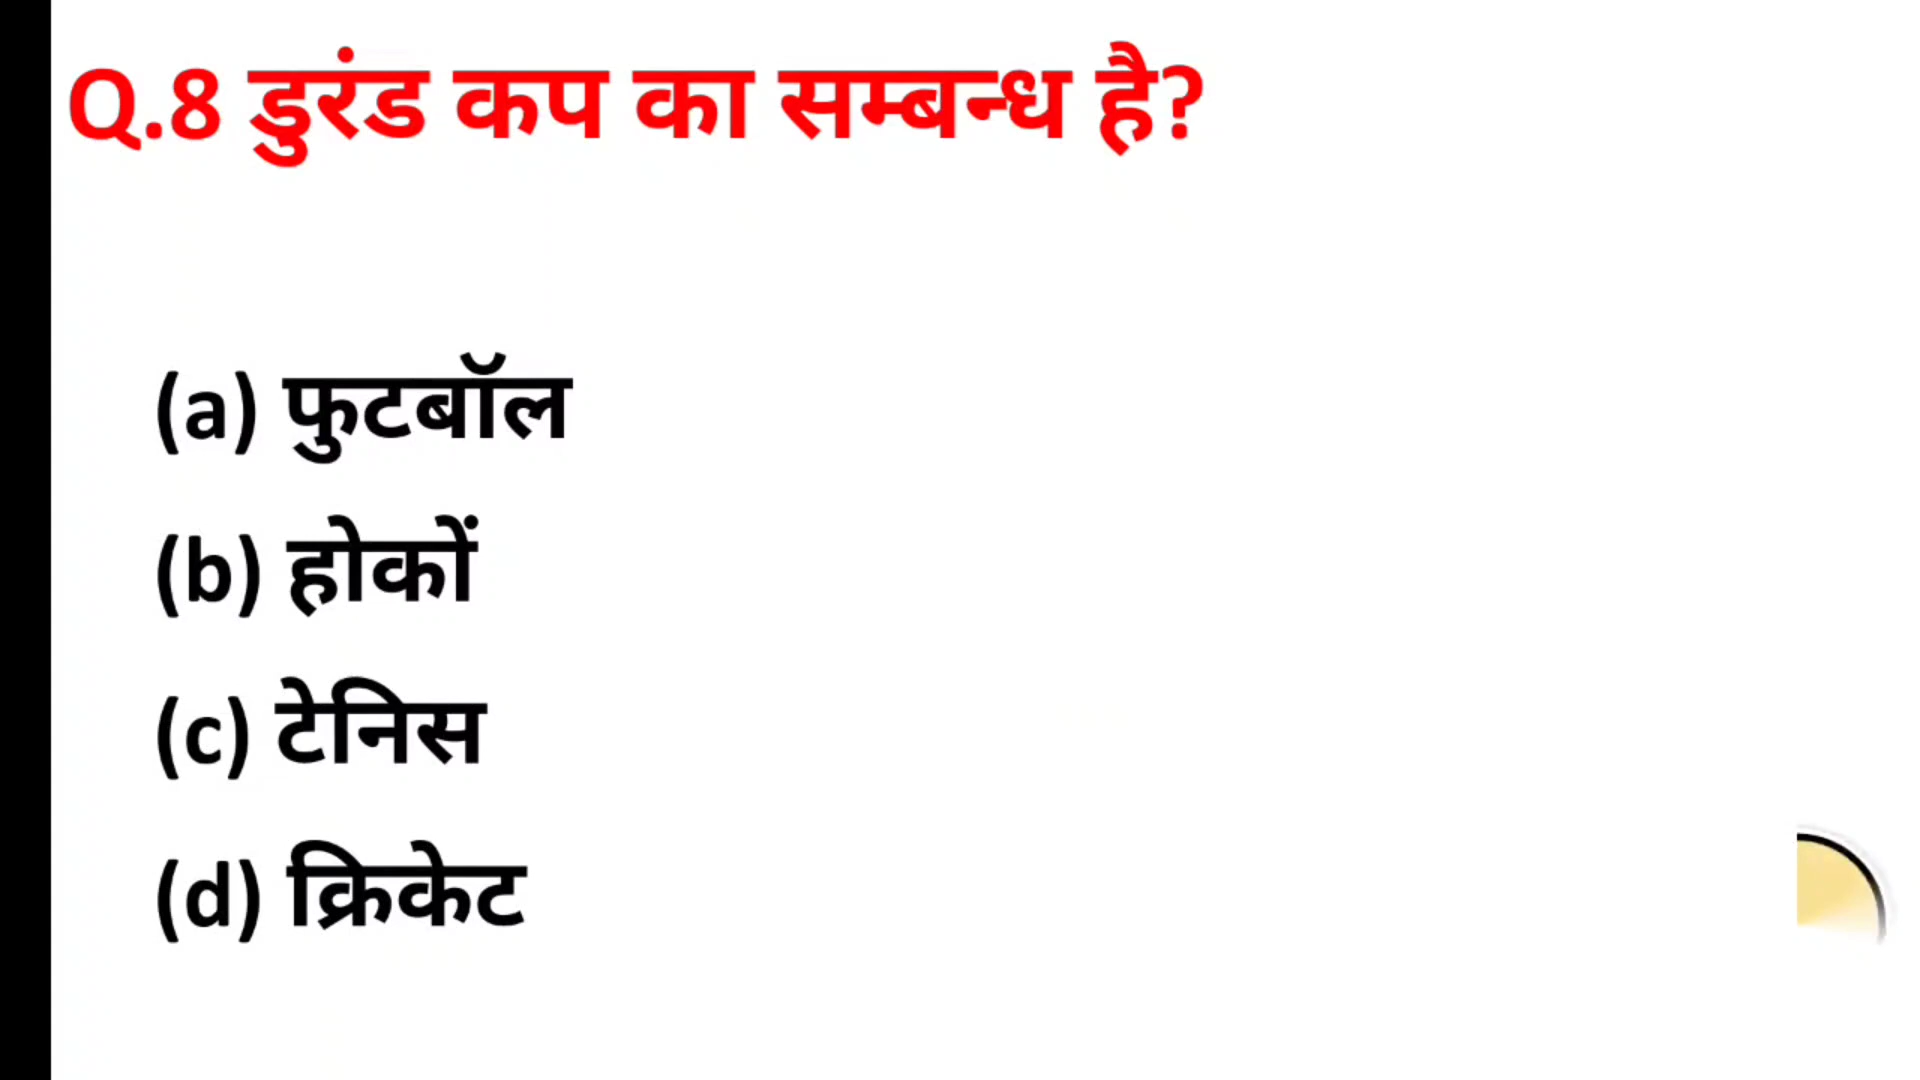 Q.8 डुरंड कप का सम्बन्ध है?
(a) फुटबॉल
(b) होकों
(c) टेनिस
(d) क्रिकेट